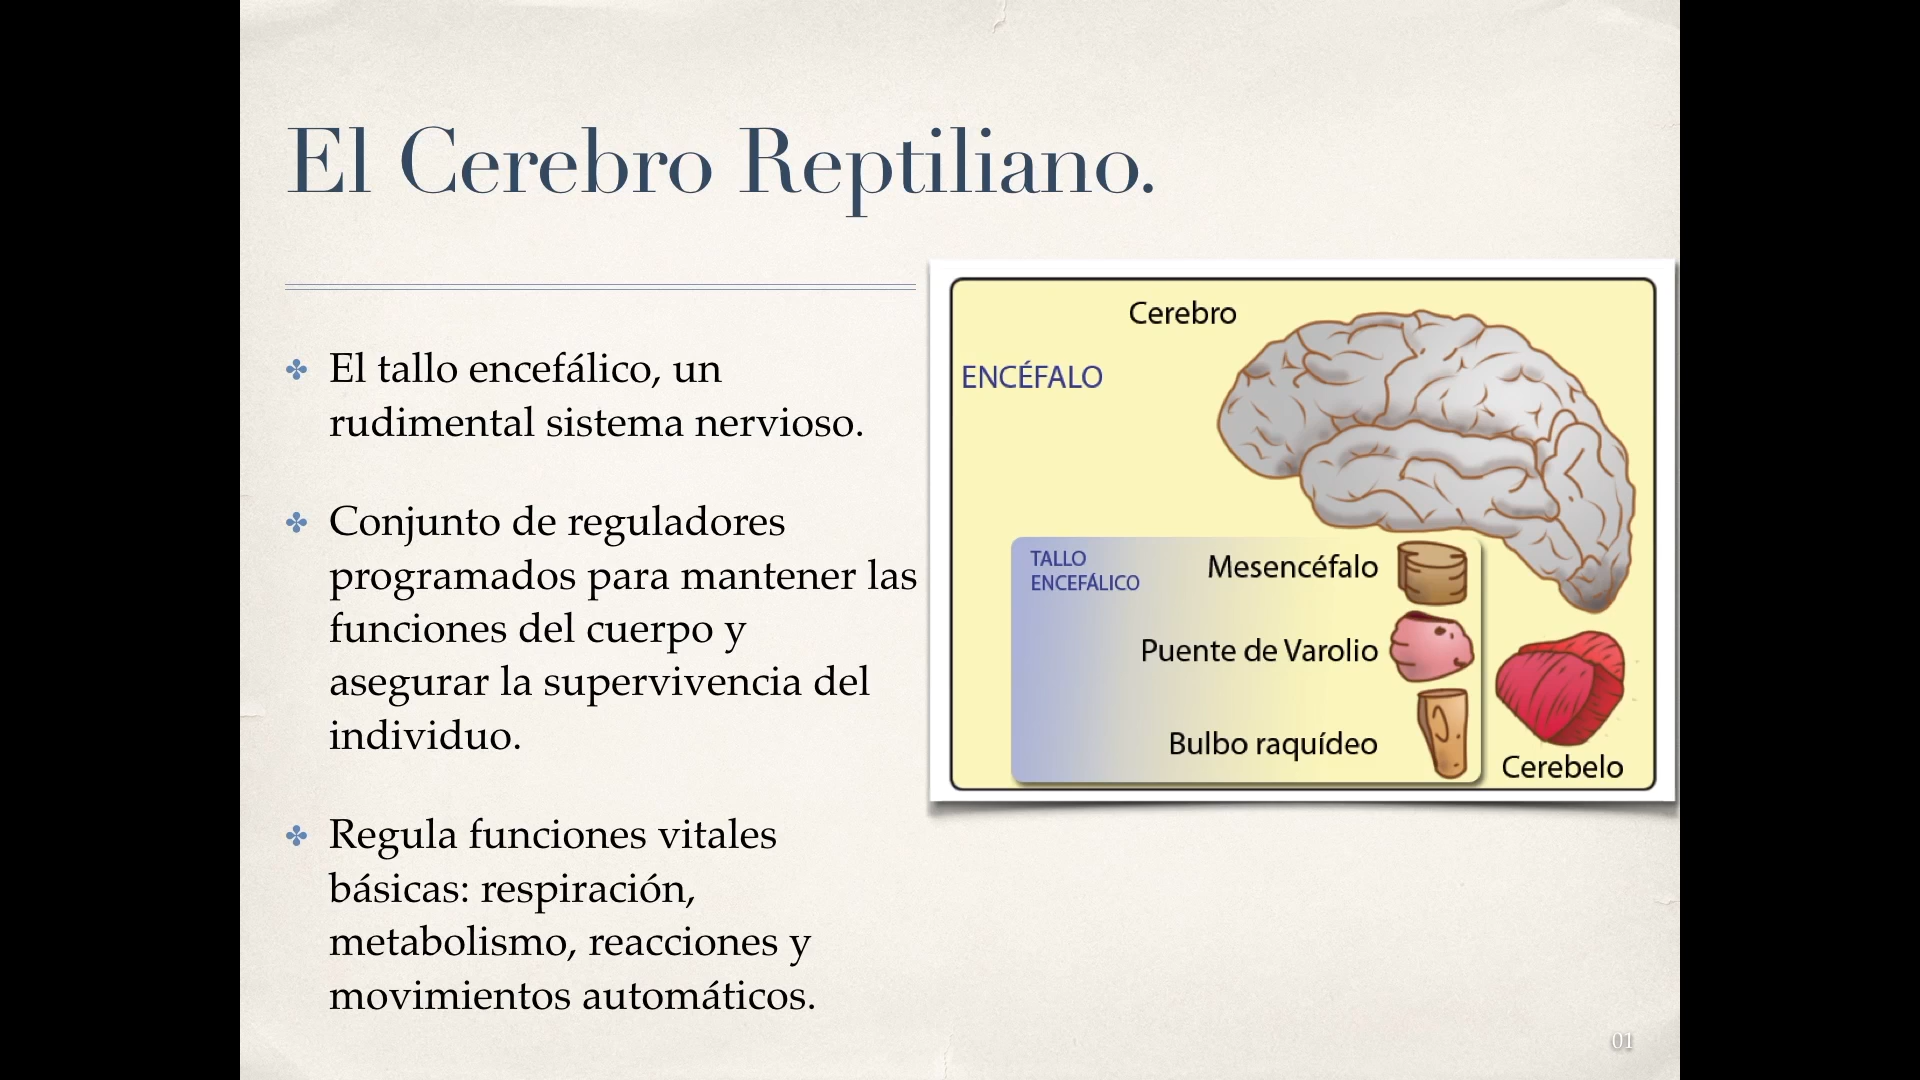 El Cerebro Reptiliano.
El tallo encefálico, un
rudimental sistema nervioso.
Conjunto de reguladores
programados para mantener las
funciones del cuerpo y
asegurar la supervivencia del
individuo.
Regula funciones vitales
básicas: respiración,
metabolismo, reacciones y
movimientos automáticos.
Cerebro
ENCÉFALO
TALLO
ENCEFÁLICO
Mesencéfalo
Puente de Varolio
Bulbo raquídeo
Cerebelo
01